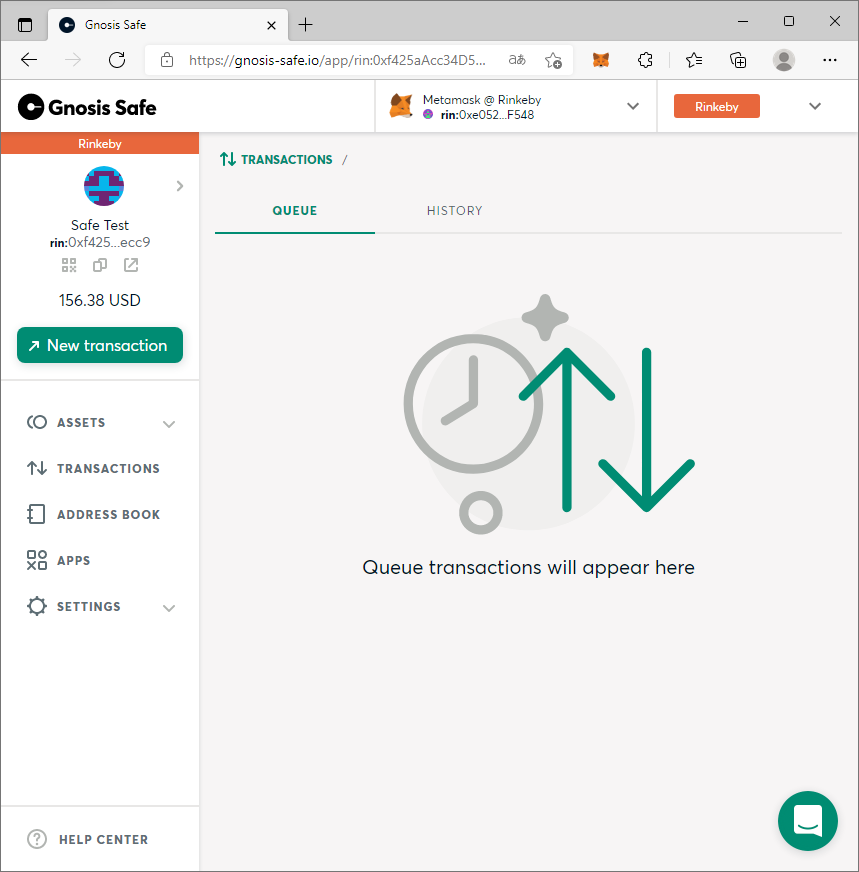 Gnosis Safe
https://gnosis-safe.io/app/rin:0xf425aAcc34D5...
aあ
Gnosis Safe
Metamask @ Rinkeby
rin:0xe052...F548
Rinkeby
Rinkeby
Safe Test
rin:0xf425...ecc9
156.38 USD
New transaction
ASSETS
TRANSACTIONS
ADDRESS BOOK
APPS
SETTINGS
HELP CENTER
TRANSACTIONS /
QUEUE
HISTORY
Queue transactions will appear here